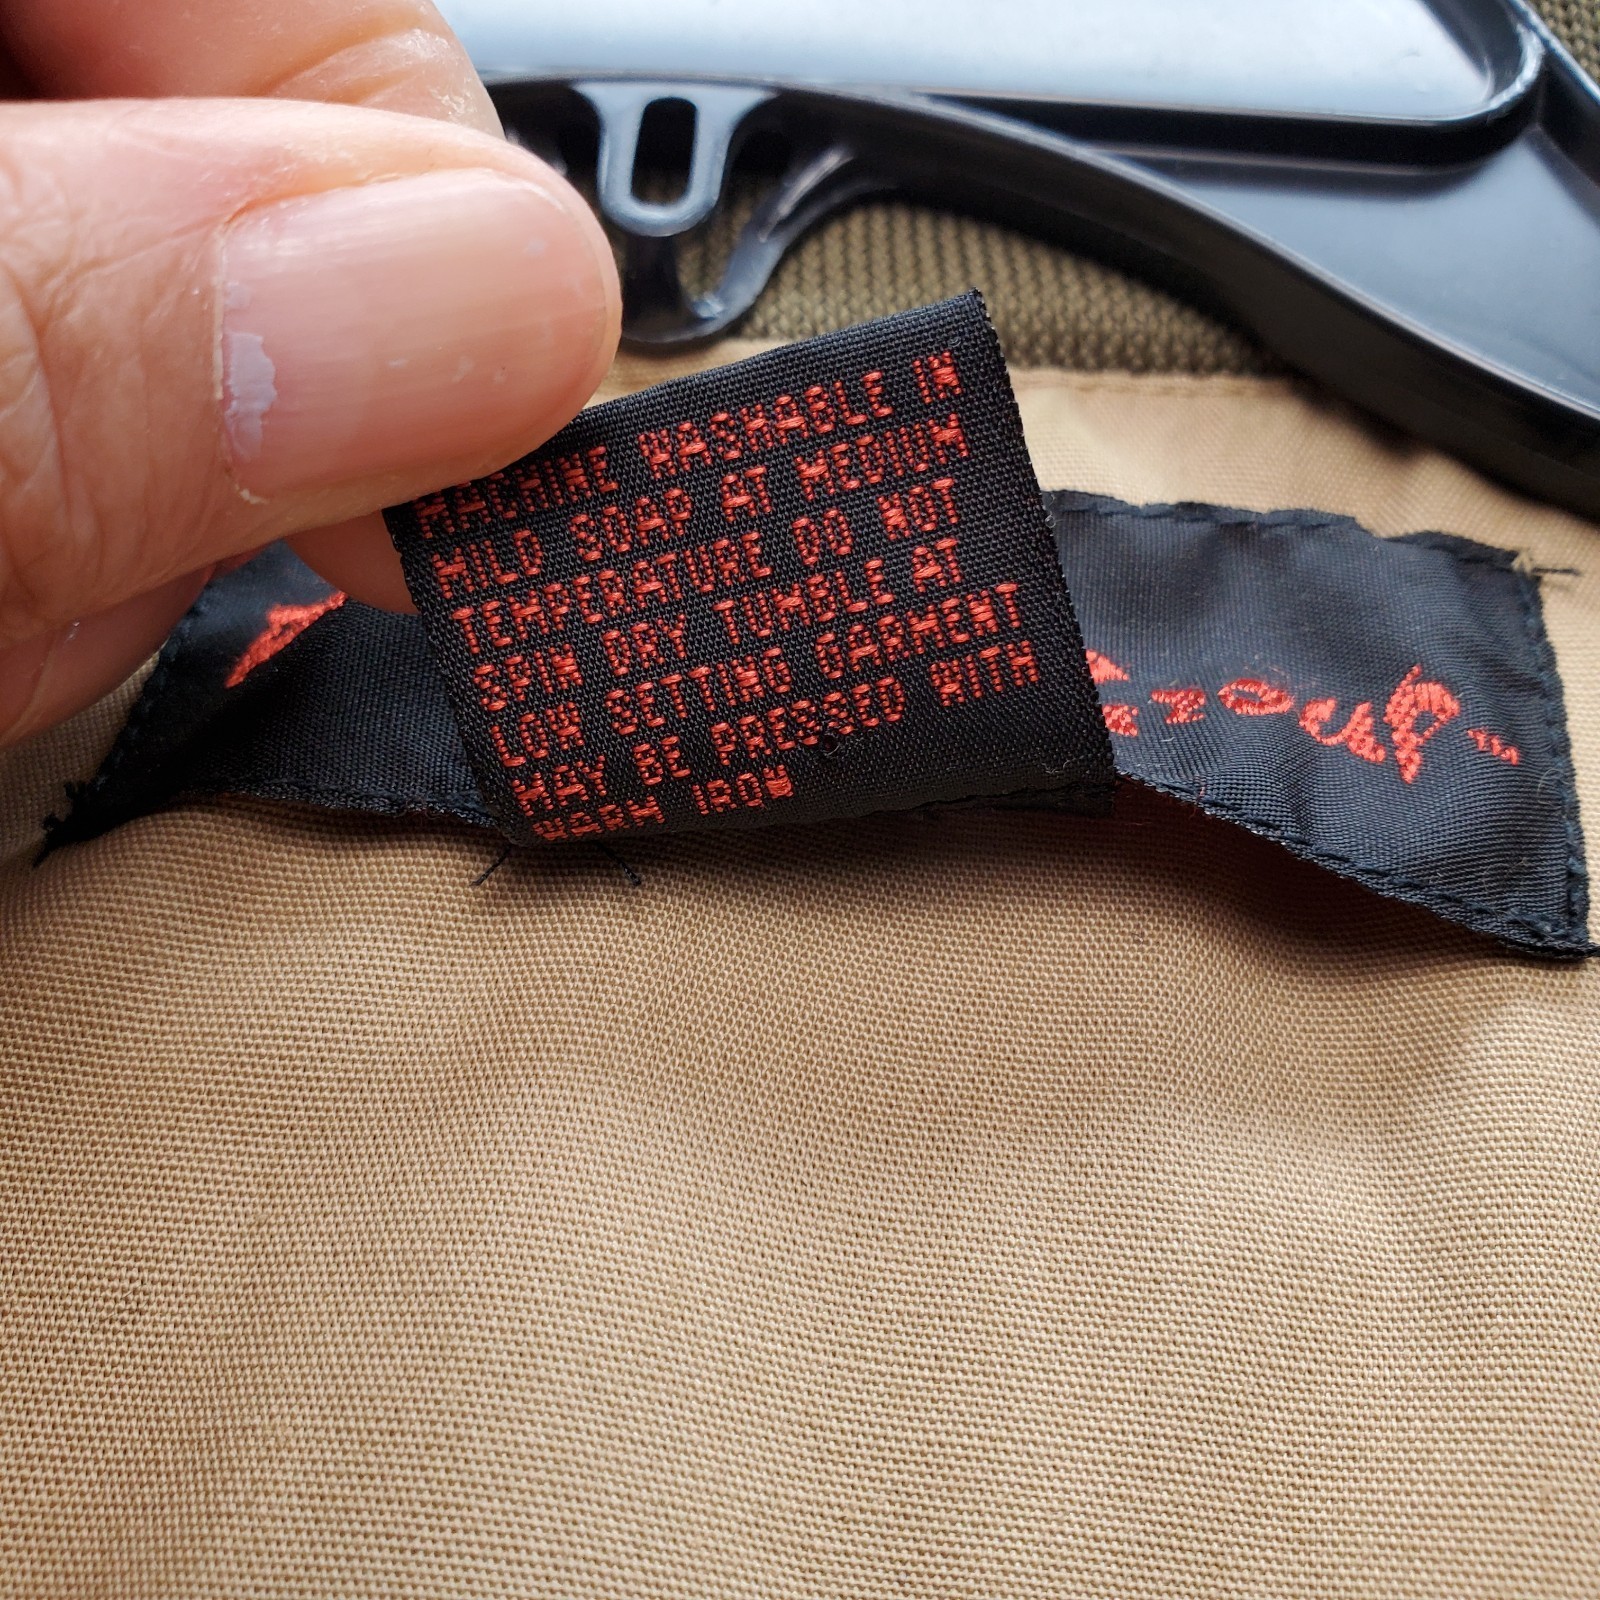 MACHINE WASHABLE IN
MILD SOAP AT MEDIUM
TEMPERATURE DO NOT
SPIN DRY TUMBLE AT
LOW SETTING GARMENT
MAY BE PRESSED WITH
WARM IRON
TM